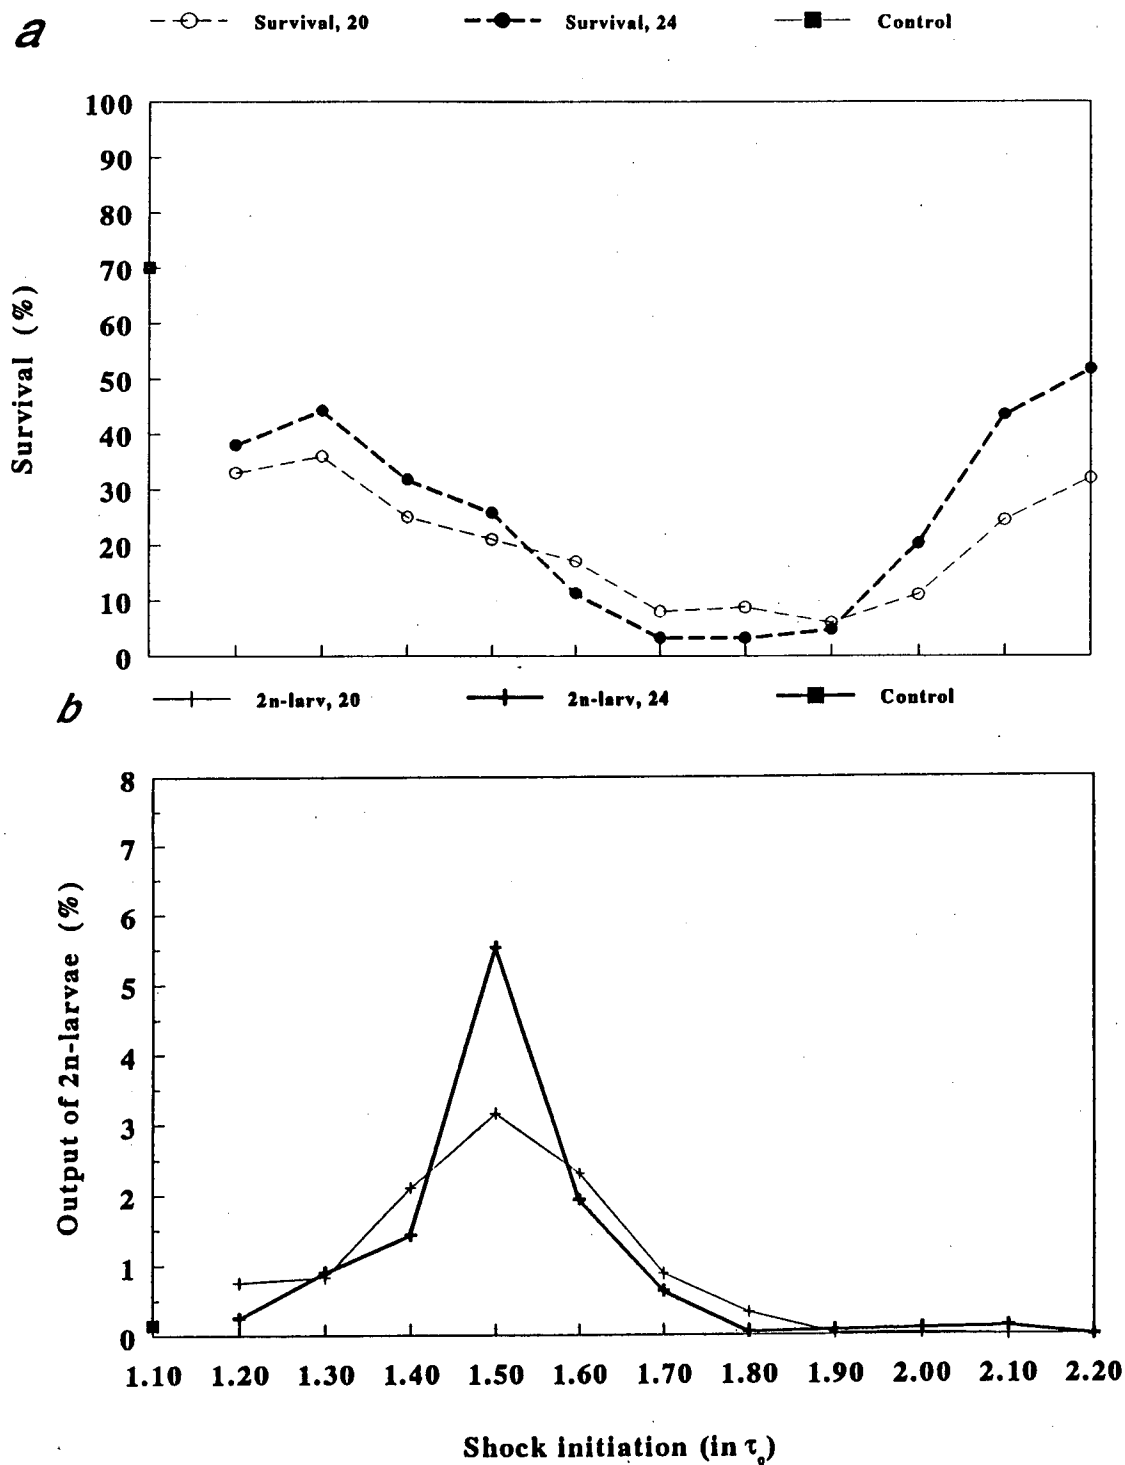 a
Survival, 20 Survival, 24 Control
100
90
80
70
60
50
40
30
20
10
0
Survival (%)
b
2n-larv, 20 2n-larv, 24 Control
8
7
6
5
4
3
2
1
0
Output of 2n-larvae (%)
1.10 1.20 1.30 1.40 1.50 1.60 1.70 1.80 1.90 2.00 2.10 2.20
Shock initiation (in τ₀)